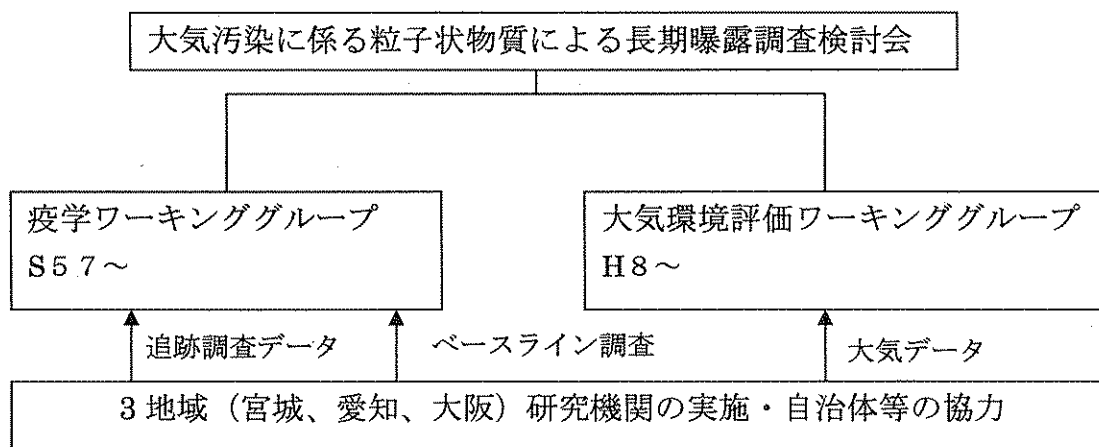 大気汚染に係る粒子状物質による長期曝露調査検討会
疫学ワーキンググループ
S57～
大気環境評価ワーキンググループ
H8～
追跡調査データ
ベースライン調査
大気データ
3地域（宮城、愛知、大阪）研究機関の実施・自治体等の協力